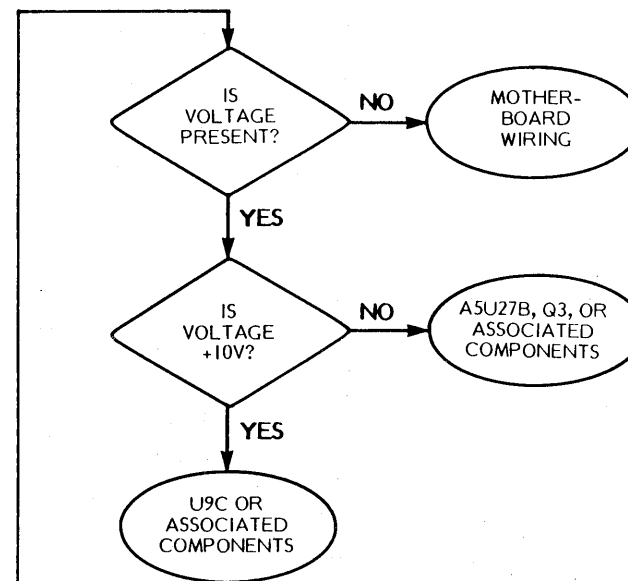 IS
VOLTAGE
PRESENT?
NO
MOTHER-
BOARD
WIRING
YES
IS
VOLTAGE
+10V?
NO
A5U27B, Q3, OR
ASSOCIATED
COMPONENTS
YES
U9C OR
ASSOCIATED
COMPONENTS